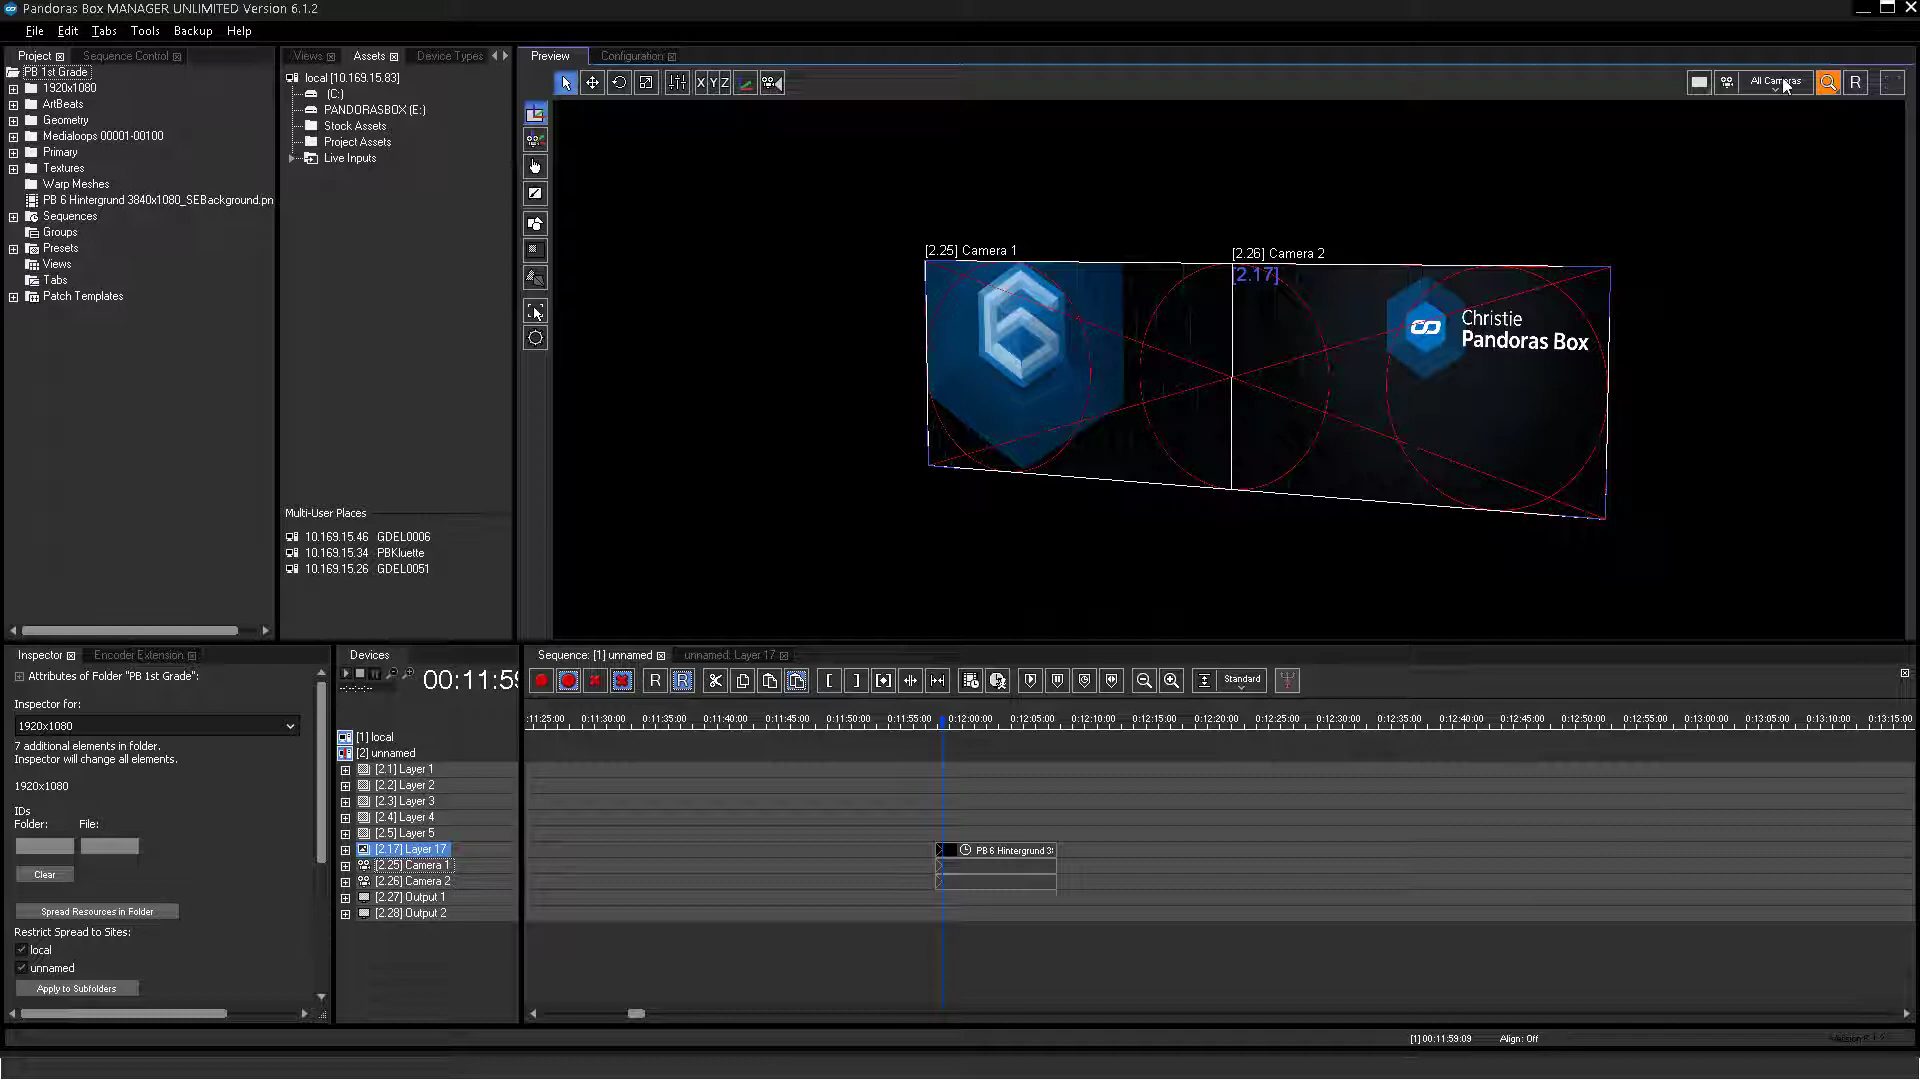 Pandoras Box MANAGER UNLIMITED Version 6.1.2
File Edit Tabs Tools Backup Help
Project Sequence Control
PB 1st Grade
1920x1080
ArtBeats
Geometry
Medialoops 00001-00100
Primary
Textures
Warp Meshes
PB 6 Hintergrund 3840x1080_SEBackground.pn
Sequences
Groups
Presets
Views
Tabs
Patch Templates
Views Assets Device Types
local [10.169.15.83]
(C:)
PANDORASBOX (E:)
Stock Assets
Project Assets
Live Inputs
Multi-User Places
10.169.15.46 GDEL0006
10.169.15.34 PBKluette
10.169.15.26 GDEL0051
Preview Configuration
X Y Z
All Cameras
R
[2.25] Camera 1
[2.26] Camera 2
[2.17]
6
Christie
Pandoras Box
Inspector Encoder Extension
Attributes of Folder "PB 1st Grade":
Inspector for:
1920x1080
7 additional elements in folder.
Inspector will change all elements.
1920x1080
IDs
Folder: File:
Clear
Spread Resources in Folder
Restrict Spread to Sites:
local
unnamed
Apply to Subfolders
Devices
00:11:59
[1] local
[2] unnamed
[2.1] Layer 1
[2.2] Layer 2
[2.3] Layer 3
[2.4] Layer 4
[2.5] Layer 5
[2.17] Layer 17
[2.25] Camera 1
[2.26] Camera 2
[2.27] Output 1
[2.28] Output 2
Sequence: [1] unnamed unnamed: Layer 17
R R
Standard
:11:25:00 0:11:30:00 0:11:35:00 0:11:40:00 0:11:45:00 0:11:50:00 0:11:55:00 0:12:00:00 0:12:05:00 0:12:10:00 0:12:15:00 0:12:20:00 0:12:25:00 0:12:30:00 0:12:35:00 0:12:40:00 0:12:45:00 0:12:50:00 0:12:55:00 0:13:00:00 0:13:05:00 0:13:10:00 0:13:15:00
PB 6 Hintergrund 3
[1] 00:11:59:09 Align: Off